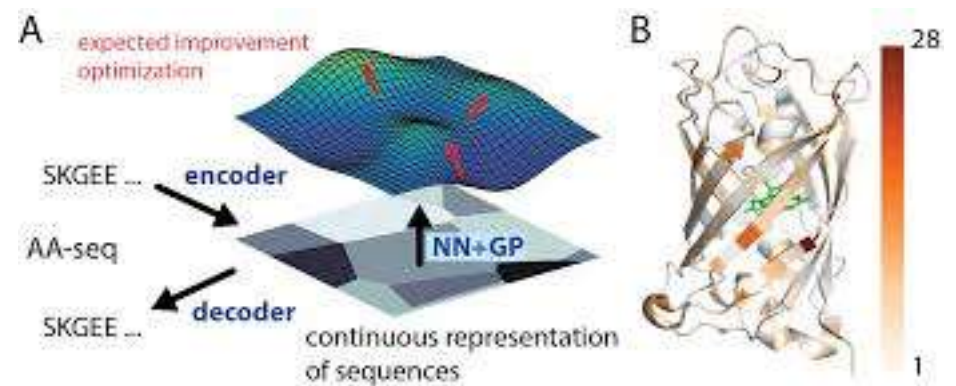 A
expected improvement
optimization
SKGEE ...
encoder
AA-seq
NN+GP
decoder
SKGEE ...
continuous representation
of sequences
B
28
1